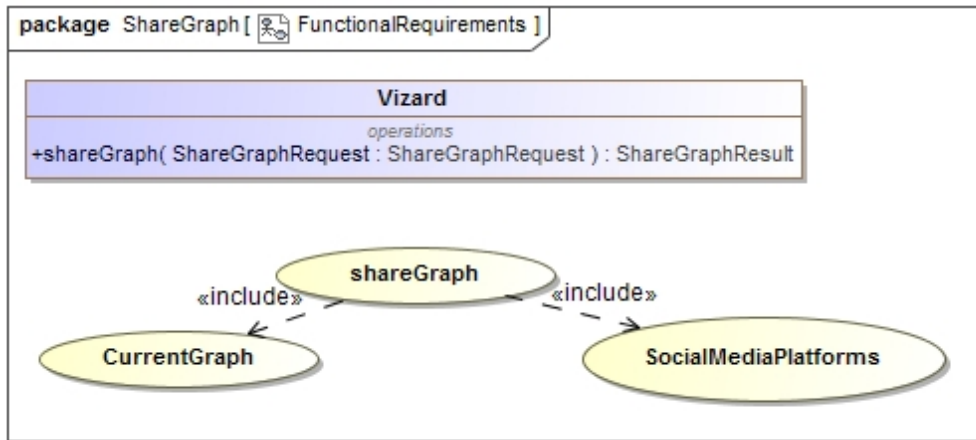 package ShareGraph [ FunctionalRequirements ]
Vizard
operations
+shareGraph( ShareGraphRequest : ShareGraphRequest ) : ShareGraphResult
shareGraph
«include» «include»
CurrentGraph SocialMediaPlatforms